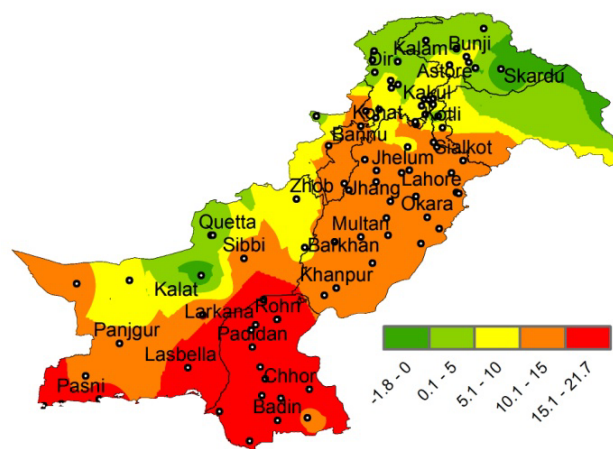 Kalam
Bunji
Dir
Astore
Skardu
Kakul
Kohat
Kotli
Bannu
Sialkot
Jhelum
Zhob
Jhang
Lahore
Okara
Quetta
Multan
Sibbi
Barkhan
Kalat
Khanpur
Larkana
Rohri
Panjgur
Padidan
Lasbella
Pasni
Chhor
Badin
-1.8 - 0
0.1 - 5
5.1 - 10
10.1 - 15
15.1 - 21.7